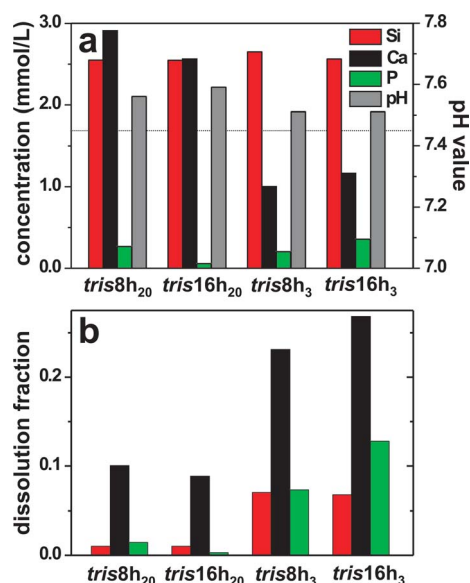 a
Si
Ca
P
pH
concentration (mmol/L)
3.0
2.0
1.0
0.0
pH value
7.8
7.6
7.4
7.2
7.0
tris8h₂₀ tris16h₂₀ tris8h₃ tris16h₃
b
dissolution fraction
0.2
0.1
0.0
tris8h₂₀ tris16h₂₀ tris8h₃ tris16h₃